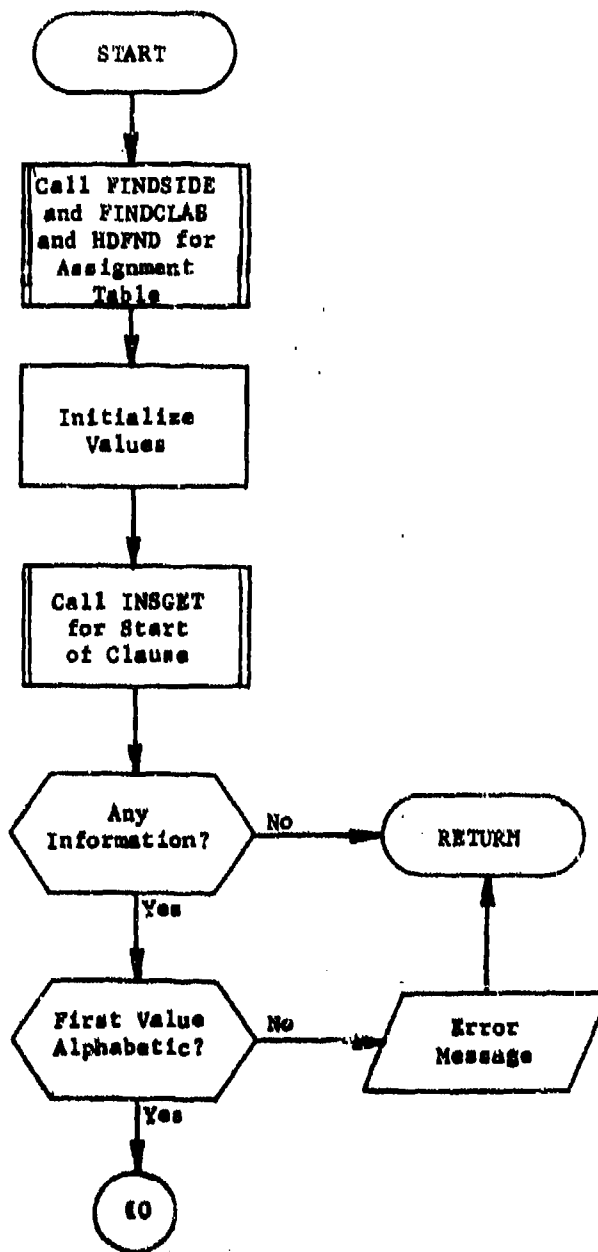 START
Call FINDSIDE
and FINDCLAS
and HDFND for
Assignment
Table
Initialize
Values
Call INSGET
for Start
of Clause
Any
Information?
No
RETURN
Yes
First Value
Alphabetic?
No
Error
Message
Yes